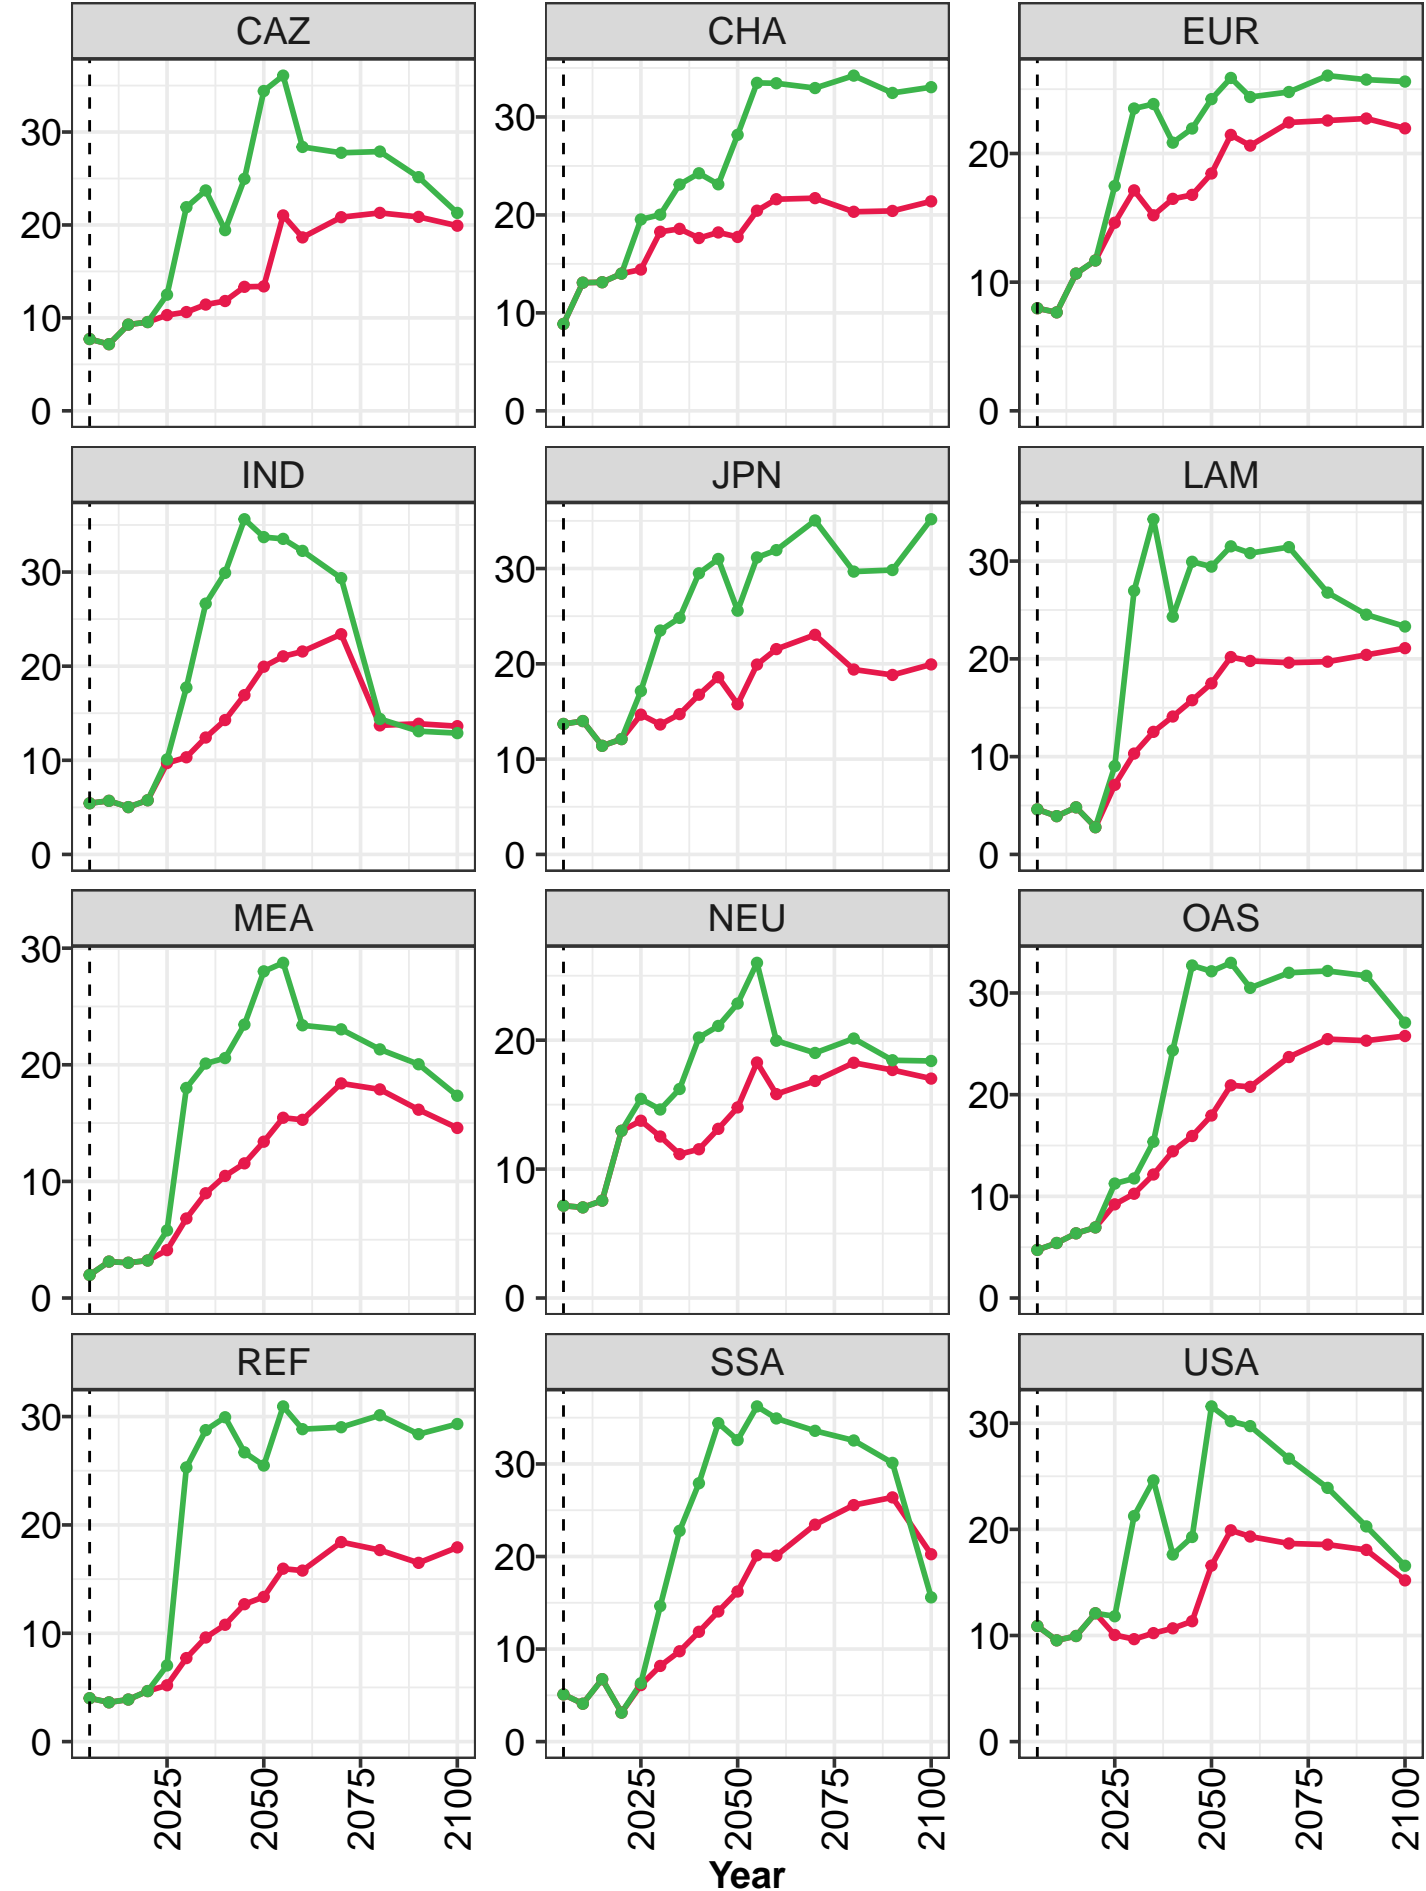 CAZ CHA EUR
30 30 20
20 20 10
10 10 0
0 0
IND JPN LAM
30 30 30
20 20 20
10 10 10
0 0 0
MEA NEU OAS
30 20 30
20 10 20
10 0 10
0 0
REF SSA USA
30 30 30
20 20 20
10 10 10
0 0 0
2025 2050 2075 2100 2025 2050 2075 2100 2025 2050 2075 2100
Year